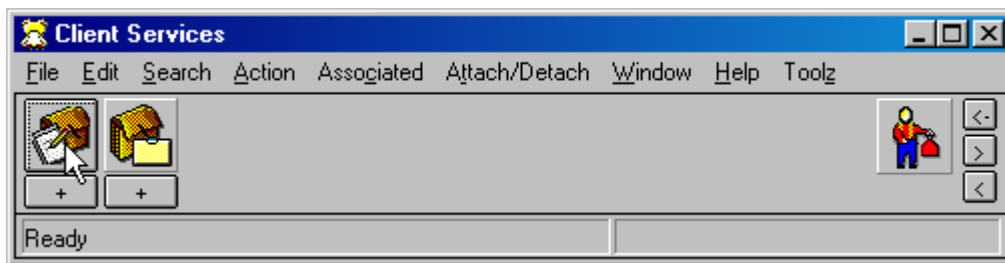 Client Services
File Edit Search Action Associated Attach/Detach Window Help Toolz
<-
>
+ + <
Ready